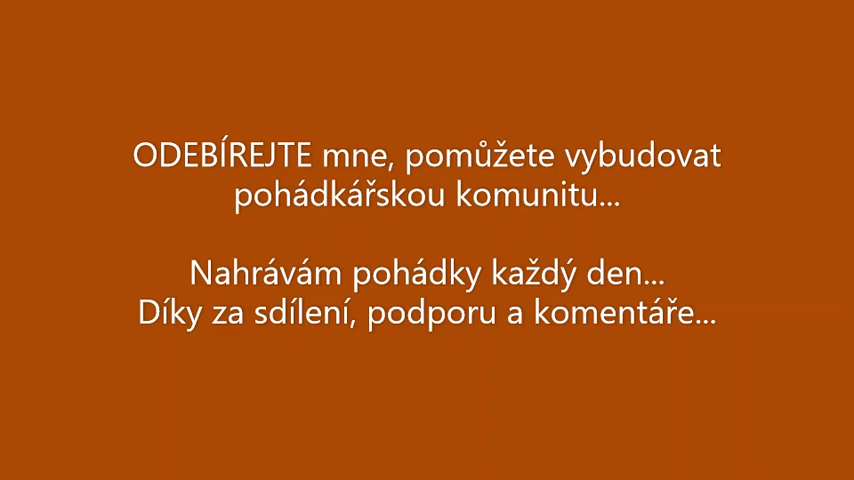 ODEBÍREJTE mne, pomůžete vybudovat
pohádkářskou komunitu...
Nahrávám pohádky každý den...
Díky za sdílení, podporu a komentáře...